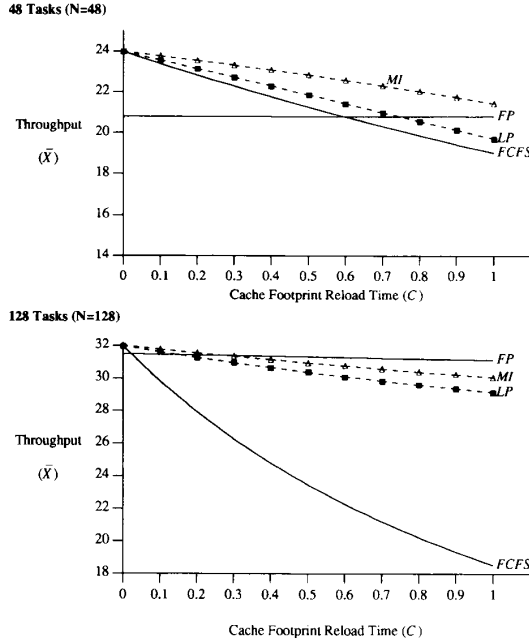 48 Tasks (N=48)
24
22
20
18
16
14
Throughput
(X̄)
MI
FP
LP
FCFS
0 0.1 0.2 0.3 0.4 0.5 0.6 0.7 0.8 0.9 1
Cache Footprint Reload Time (C)
128 Tasks (N=128)
32
30
28
26
24
22
20
18
Throughput
(X̄)
FP
MI
LP
FCFS
0 0.1 0.2 0.3 0.4 0.5 0.6 0.7 0.8 0.9 1
Cache Footprint Reload Time (C)